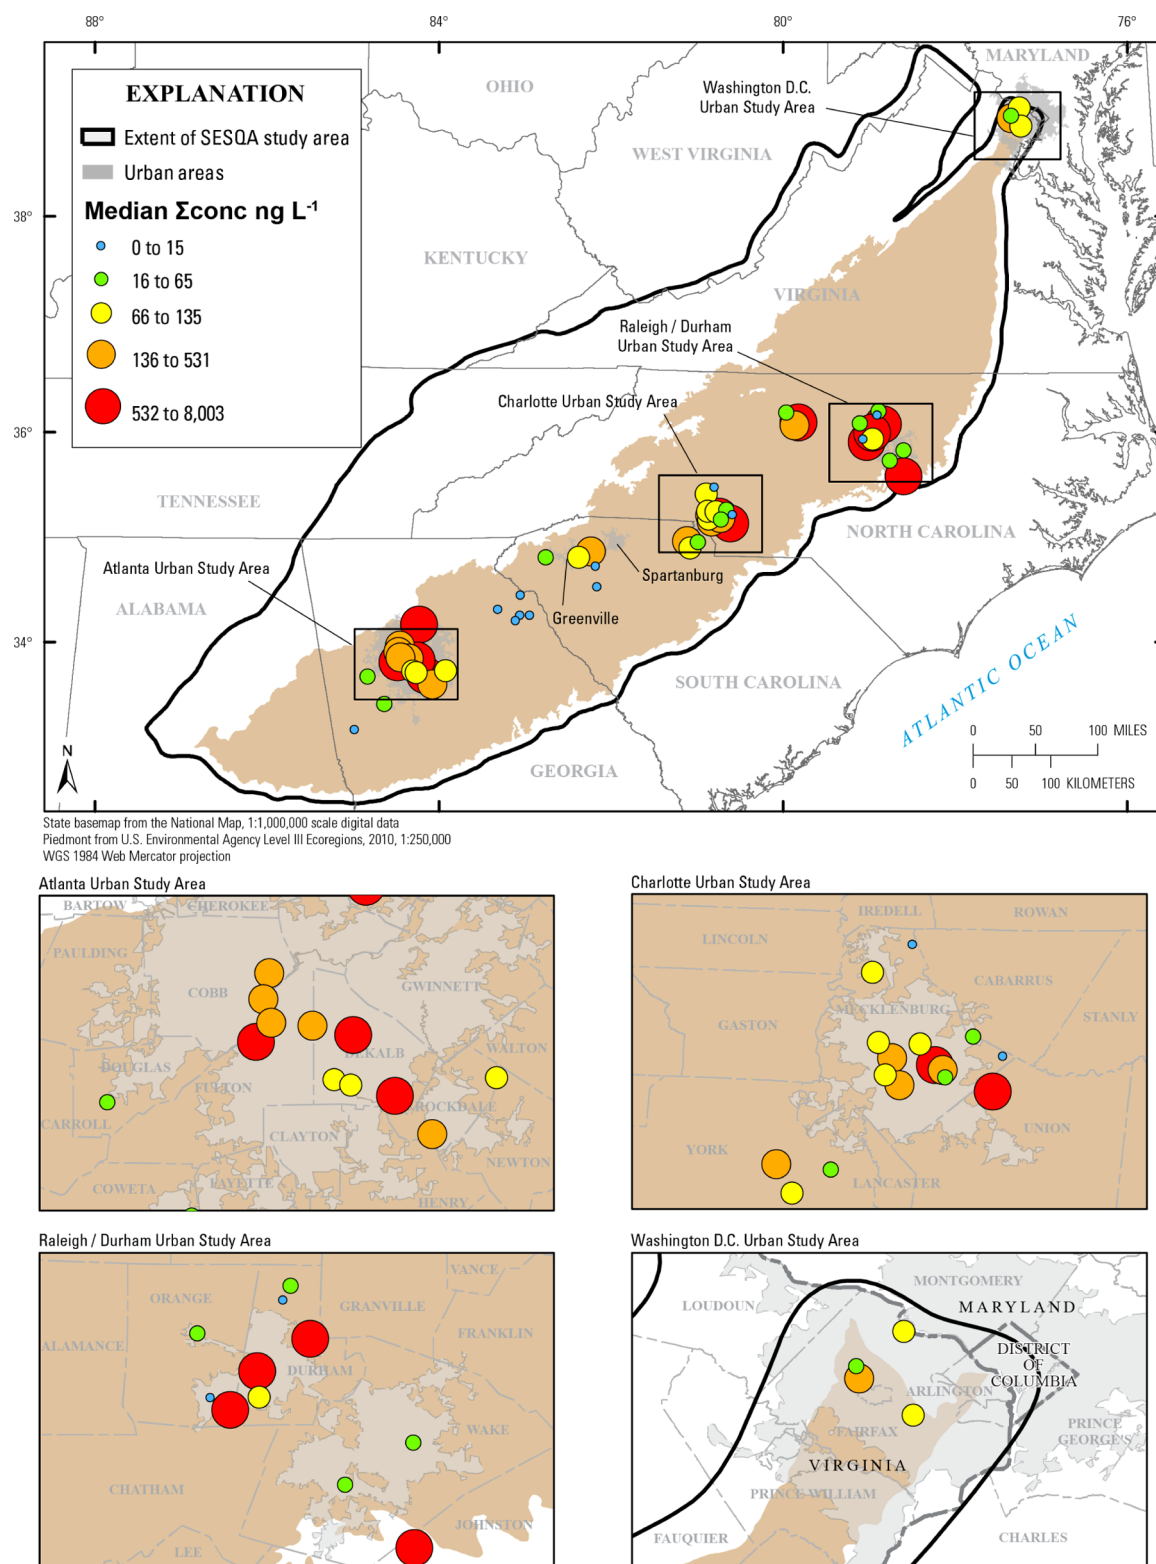 88°
84°
80°
76°
38°
36°
34°
EXPLANATION
Extent of SESQA study area
Urban areas
Median Σconc ng L-1
0 to 15
16 to 65
66 to 135
136 to 531
532 to 8,003
OHIO
MARYLAND
Washington D.C.
Urban Study Area
WEST VIRGINIA
KENTUCKY
VIRGINIA
Raleigh / Durham
Urban Study Area
Charlotte Urban Study Area
TENNESSEE
NORTH CAROLINA
Atlanta Urban Study Area
Spartanburg
ALABAMA
Greenville
SOUTH CAROLINA
ATLANTIC OCEAN
GEORGIA
N
0 50 100 MILES
0 50 100 KILOMETERS
State basemap from the National Map, 1:1,000,000 scale digital data
Piedmont from U.S. Environmental Agency Level III Ecoregions, 2010, 1:250,000
WGS 1984 Web Mercator projection
Atlanta Urban Study Area
BARTOW
CHEROKEE
PAULDING
COBB
GWINNETT
DEKALB
WALTON
DOUGLAS
FULTON
ROCKDALE
CARROLL
CLAYTON
NEWTON
COWETA
FAYETTE
HENRY
Charlotte Urban Study Area
IREDELL
ROWAN
LINCOLN
CABARRUS
MECKLENBURG
GASTON
STANLY
UNION
YORK
LANCASTER
Raleigh / Durham Urban Study Area
VANCE
ORANGE
GRANVILLE
FRANKLIN
ALAMANCE
DURHAM
WAKE
CHATHAM
JOHNSTON
LEE
Washington D.C. Urban Study Area
MONTGOMERY
LOUDOUN
MARYLAND
DISTRICT
OF
COLUMBIA
ARLINGTON
FAIRFAX
PRINCE
GEORGE'S
VIRGINIA
PRINCE WILLIAM
FAUQUIER
CHARLES